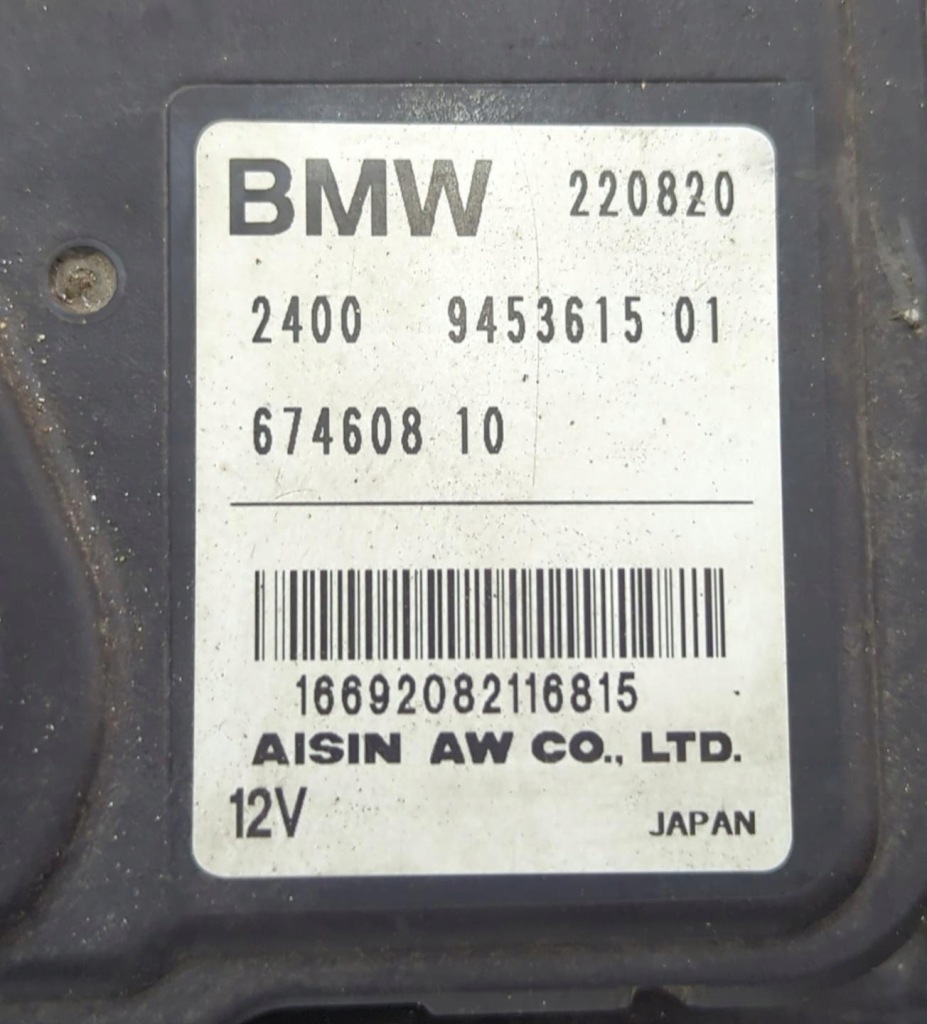 BMW 220820
2400 9453615 01
674608 10
16692082116815
AISIN AW CO., LTD.
12V JAPAN